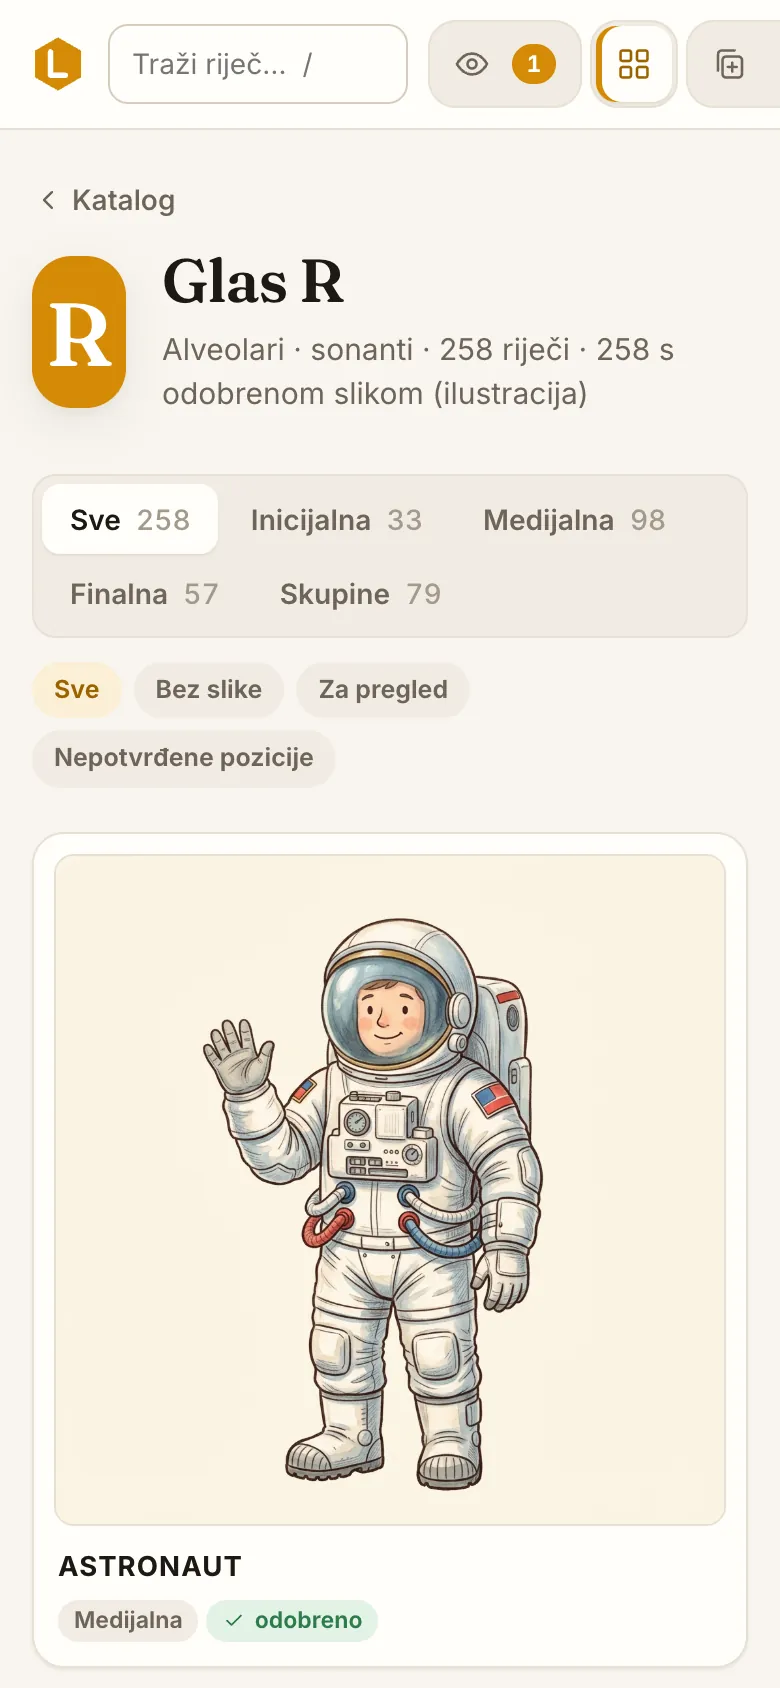 L
Traži riječ... /
1
Katalog
R
Glas R
Alveolari · sonanti · 258 riječi · 258 s
odobrenom slikom (ilustracija)
Sve 258 Inicijalna 33 Medijalna 98
Finalna 57 Skupine 79
Sve Bez slike Za pregled
Nepotvrđene pozicije
ASTRONAUT
Medijalna odobreno